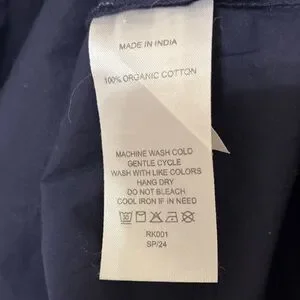 MADE IN INDIA
100% ORGANIC COTTON
MACHINE WASH COLD
GENTLE CYCLE
WASH WITH LIKE COLORS
HANG DRY
DO NOT BLEACH
COOL IRON IF IN NEED
RK001
SP/24